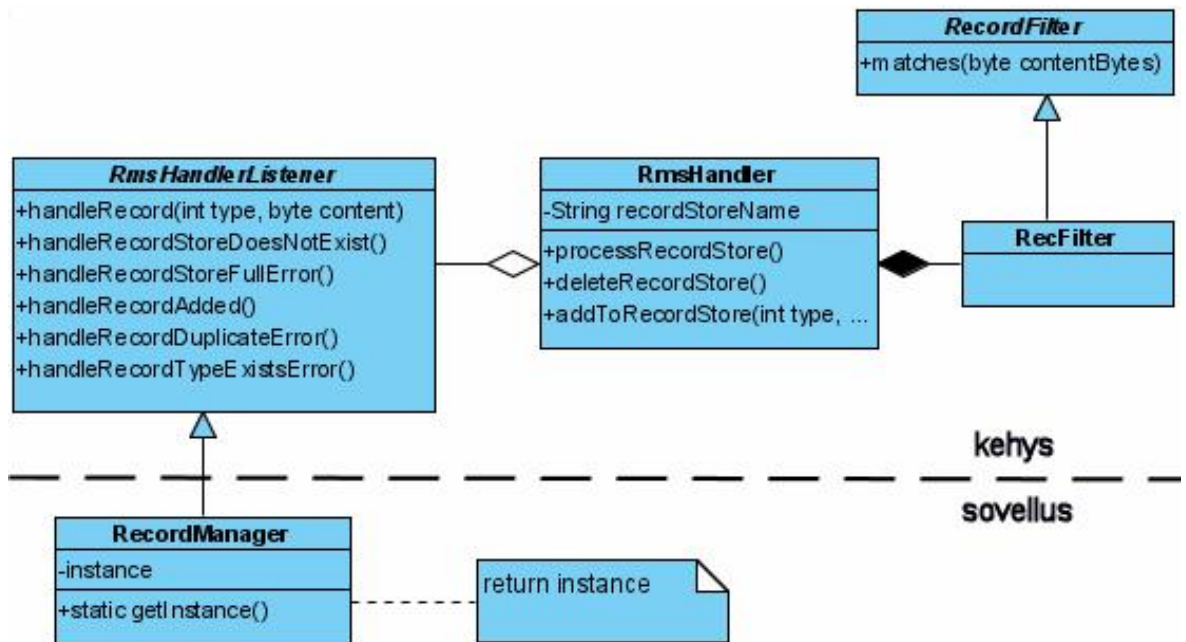 RecordFilter
+matches(byte contentBytes)
RmsHandlerListener
+handleRecord(int type, byte content)
+handleRecordStoreDoesNotExist()
+handleRecordStoreFullError()
+handleRecordAdded()
+handleRecordDuplicateError()
+handleRecordTypeExistsError()
RmsHandler
-String recordStoreName
+processRecordStore()
+deleteRecordStore()
+addToRecordStore(int type, ...
RecFilter
kehys
sovellus
RecordManager
-instance
+static getInstance()
return instance